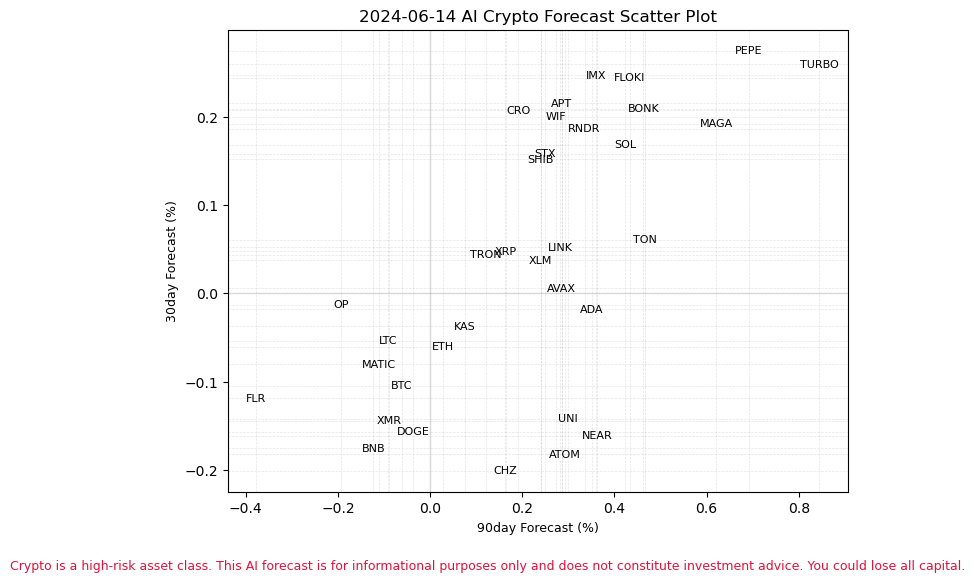 2024-06-14 AI Crypto Forecast Scatter Plot
PEPE
TURBO
IMX
FLOKI
APT
CRO
BONK
WIF
MAGA
0.2
RNDR
SOL
STX
SHIB
0.1
TON
LINK
XRP
TRON
XLM
AVAX
0.0
OP
ADA
KAS
LTC
ETH
MATIC
−0.1
BTC
FLR
UNI
XMR
DOGE
NEAR
BNB
ATOM
−0.2
CHZ
30day Forecast (%)
−0.4 −0.2 0.0 0.2 0.4 0.6 0.8
90day Forecast (%)
Crypto is a high-risk asset class. This AI forecast is for informational purposes only and does not constitute investment advice. You could lose all capital.